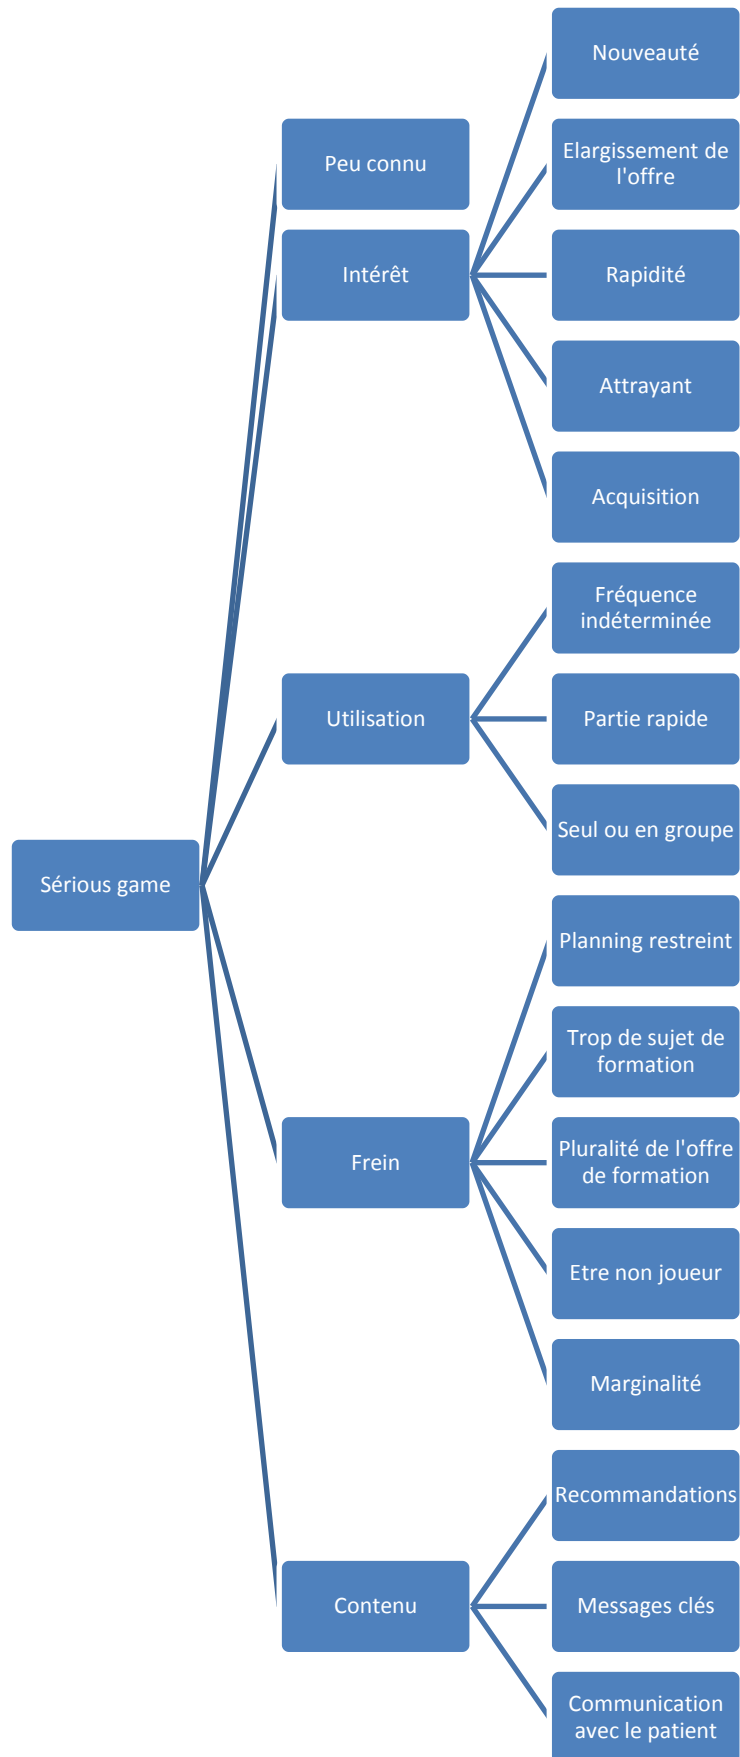 Nouveauté
Peu connu
Elargissement de
l'offre
Intérêt
Rapidité
Attrayant
Acquisition
Fréquence
indéterminée
Utilisation
Partie rapide
Seul ou en groupe
Sérious game
Planning restreint
Trop de sujet de
formation
Frein
Pluralité de l'offre
de formation
Etre non joueur
Marginalité
Recommandations
Contenu
Messages clés
Communication
avec le patient